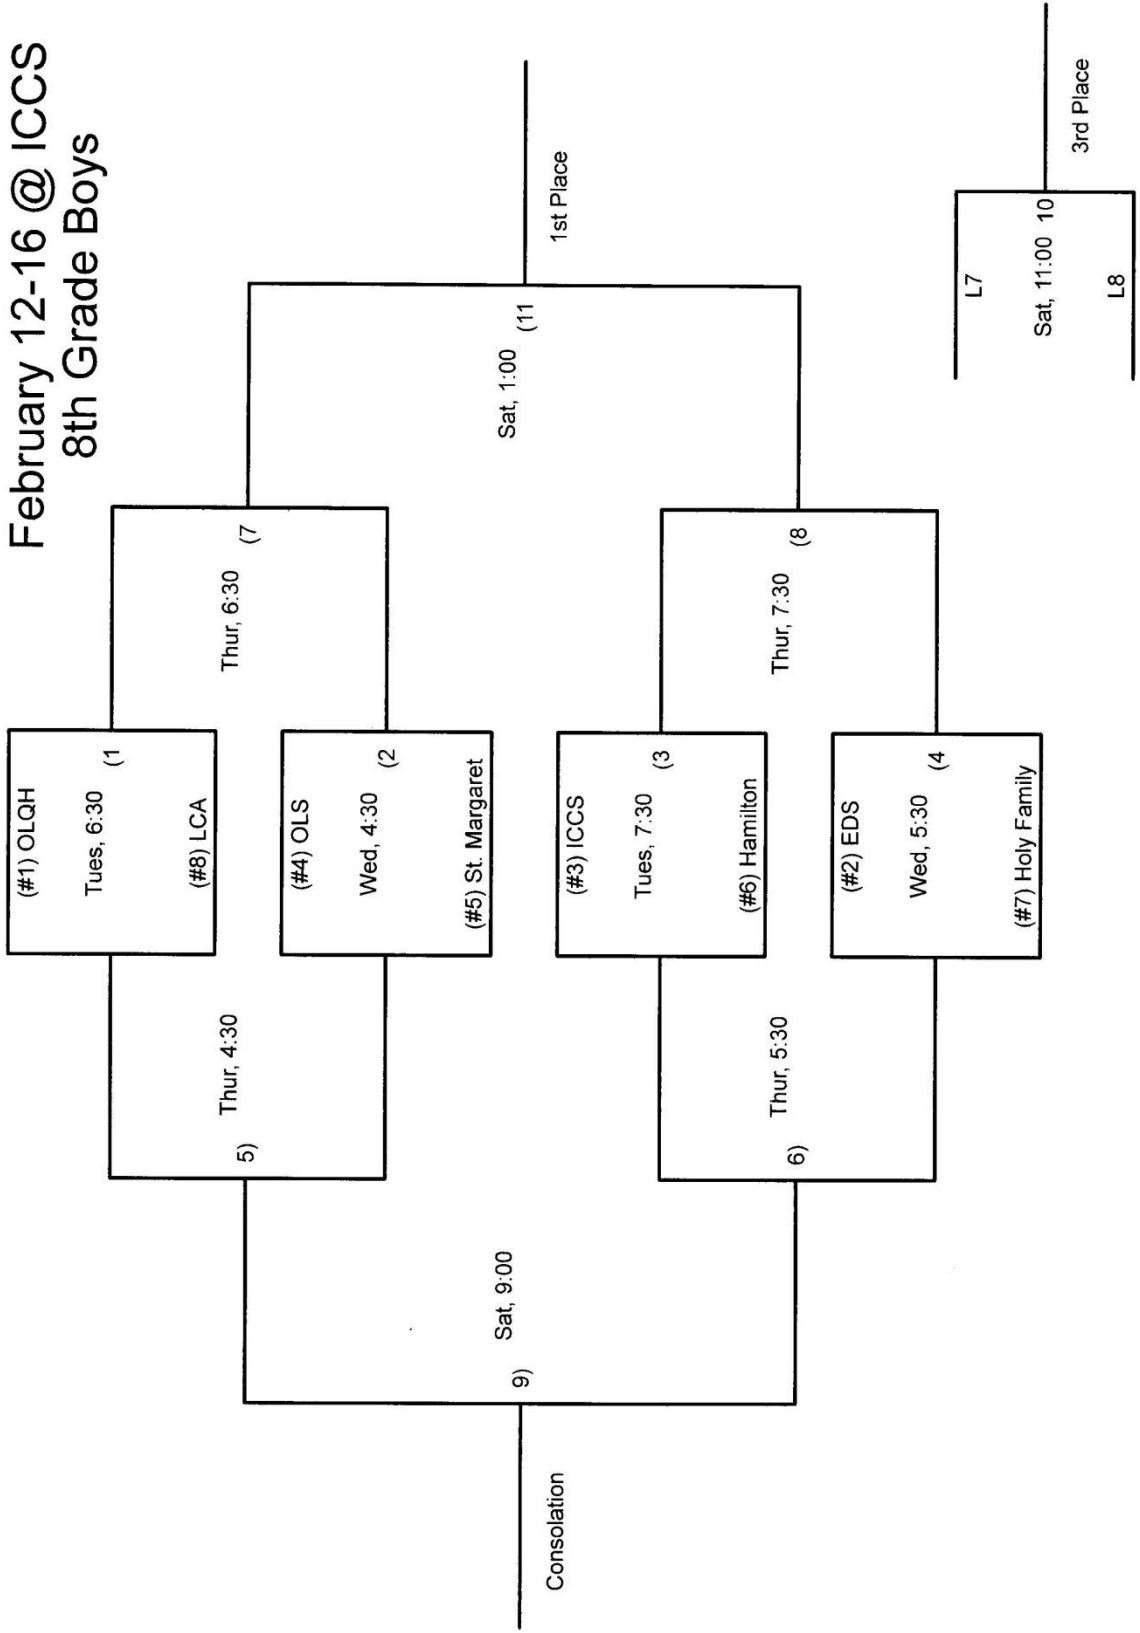 February 12-16 @ ICCS
8th Grade Boys
(#1) OLQH
Tues, 6:30
(1
(#8) LCA
(#4) OLS
Wed, 4:30
(2
(#5) St. Margaret
(#3) ICCS
Tues, 7:30
(3
(#6) Hamilton
(#2) EDS
Wed, 5:30
(4
(#7) Holy Family
Thur, 4:30
5)
Thur, 5:30
6)
Thur, 6:30
(7
Thur, 7:30
(8
Sat, 9:00
9)
Consolation
Sat, 1:00
(11
1st Place
L7
Sat, 11:00 10
L8
3rd Place